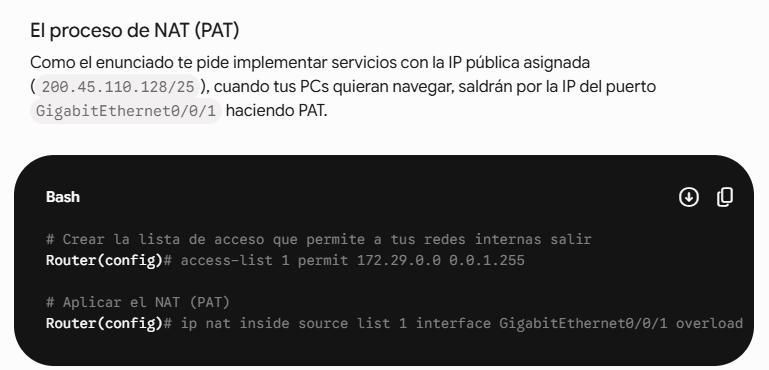 El proceso de NAT (PAT)
Como el enunciado te pide implementar servicios con la IP pública asignada
( 200.45.110.128/25 ), cuando tus PCs quieran navegar, saldrán por la IP del puerto
GigabitEthernet0/0/1 haciendo PAT.
Bash
# Crear la lista de acceso que permite a tus redes internas salir
Router(config)# access-list 1 permit 172.29.0.0 0.0.1.255
# Aplicar el NAT (PAT)
Router(config)# ip nat inside source list 1 interface GigabitEthernet0/0/1 overload